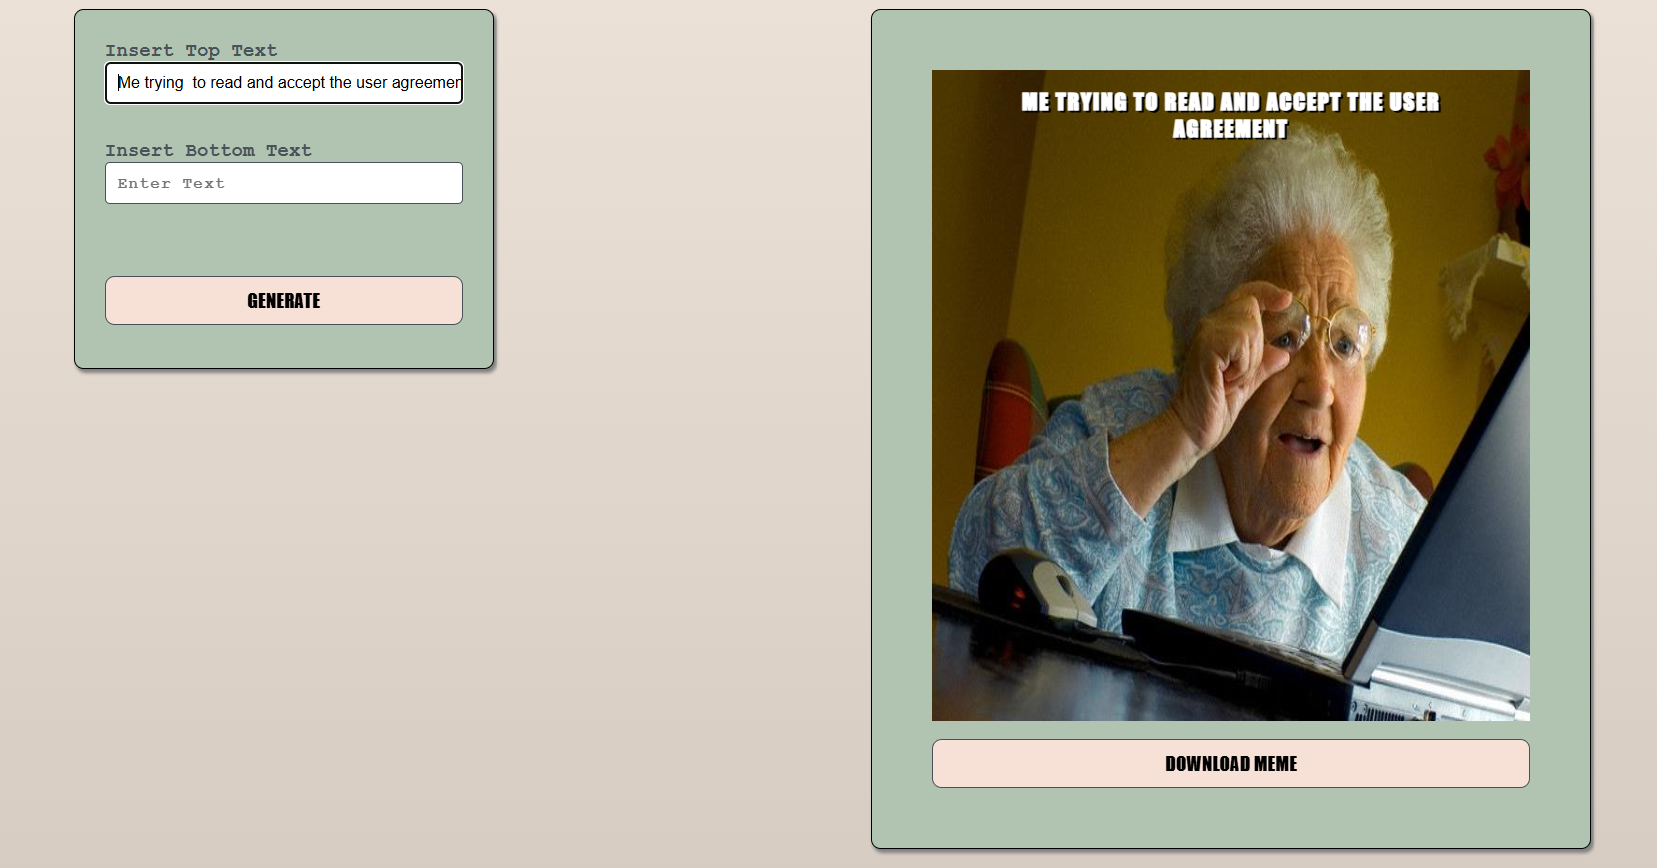 Insert Top Text
Me trying  to read and accept the user agreemen
Insert Bottom Text
Enter Text
GENERATE
ME TRYING TO READ AND ACCEPT THE USER
AGREEMENT
DOWNLOAD MEME